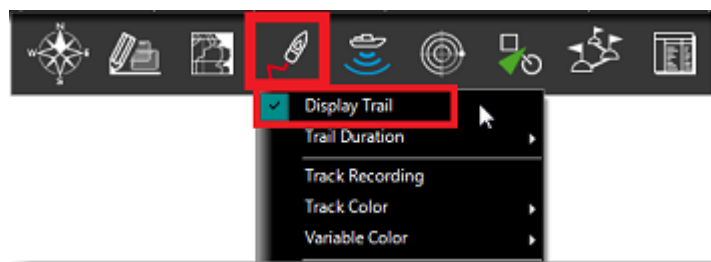 N
S
Display Trail
Trail Duration
Track Recording
Track Color
Variable Color